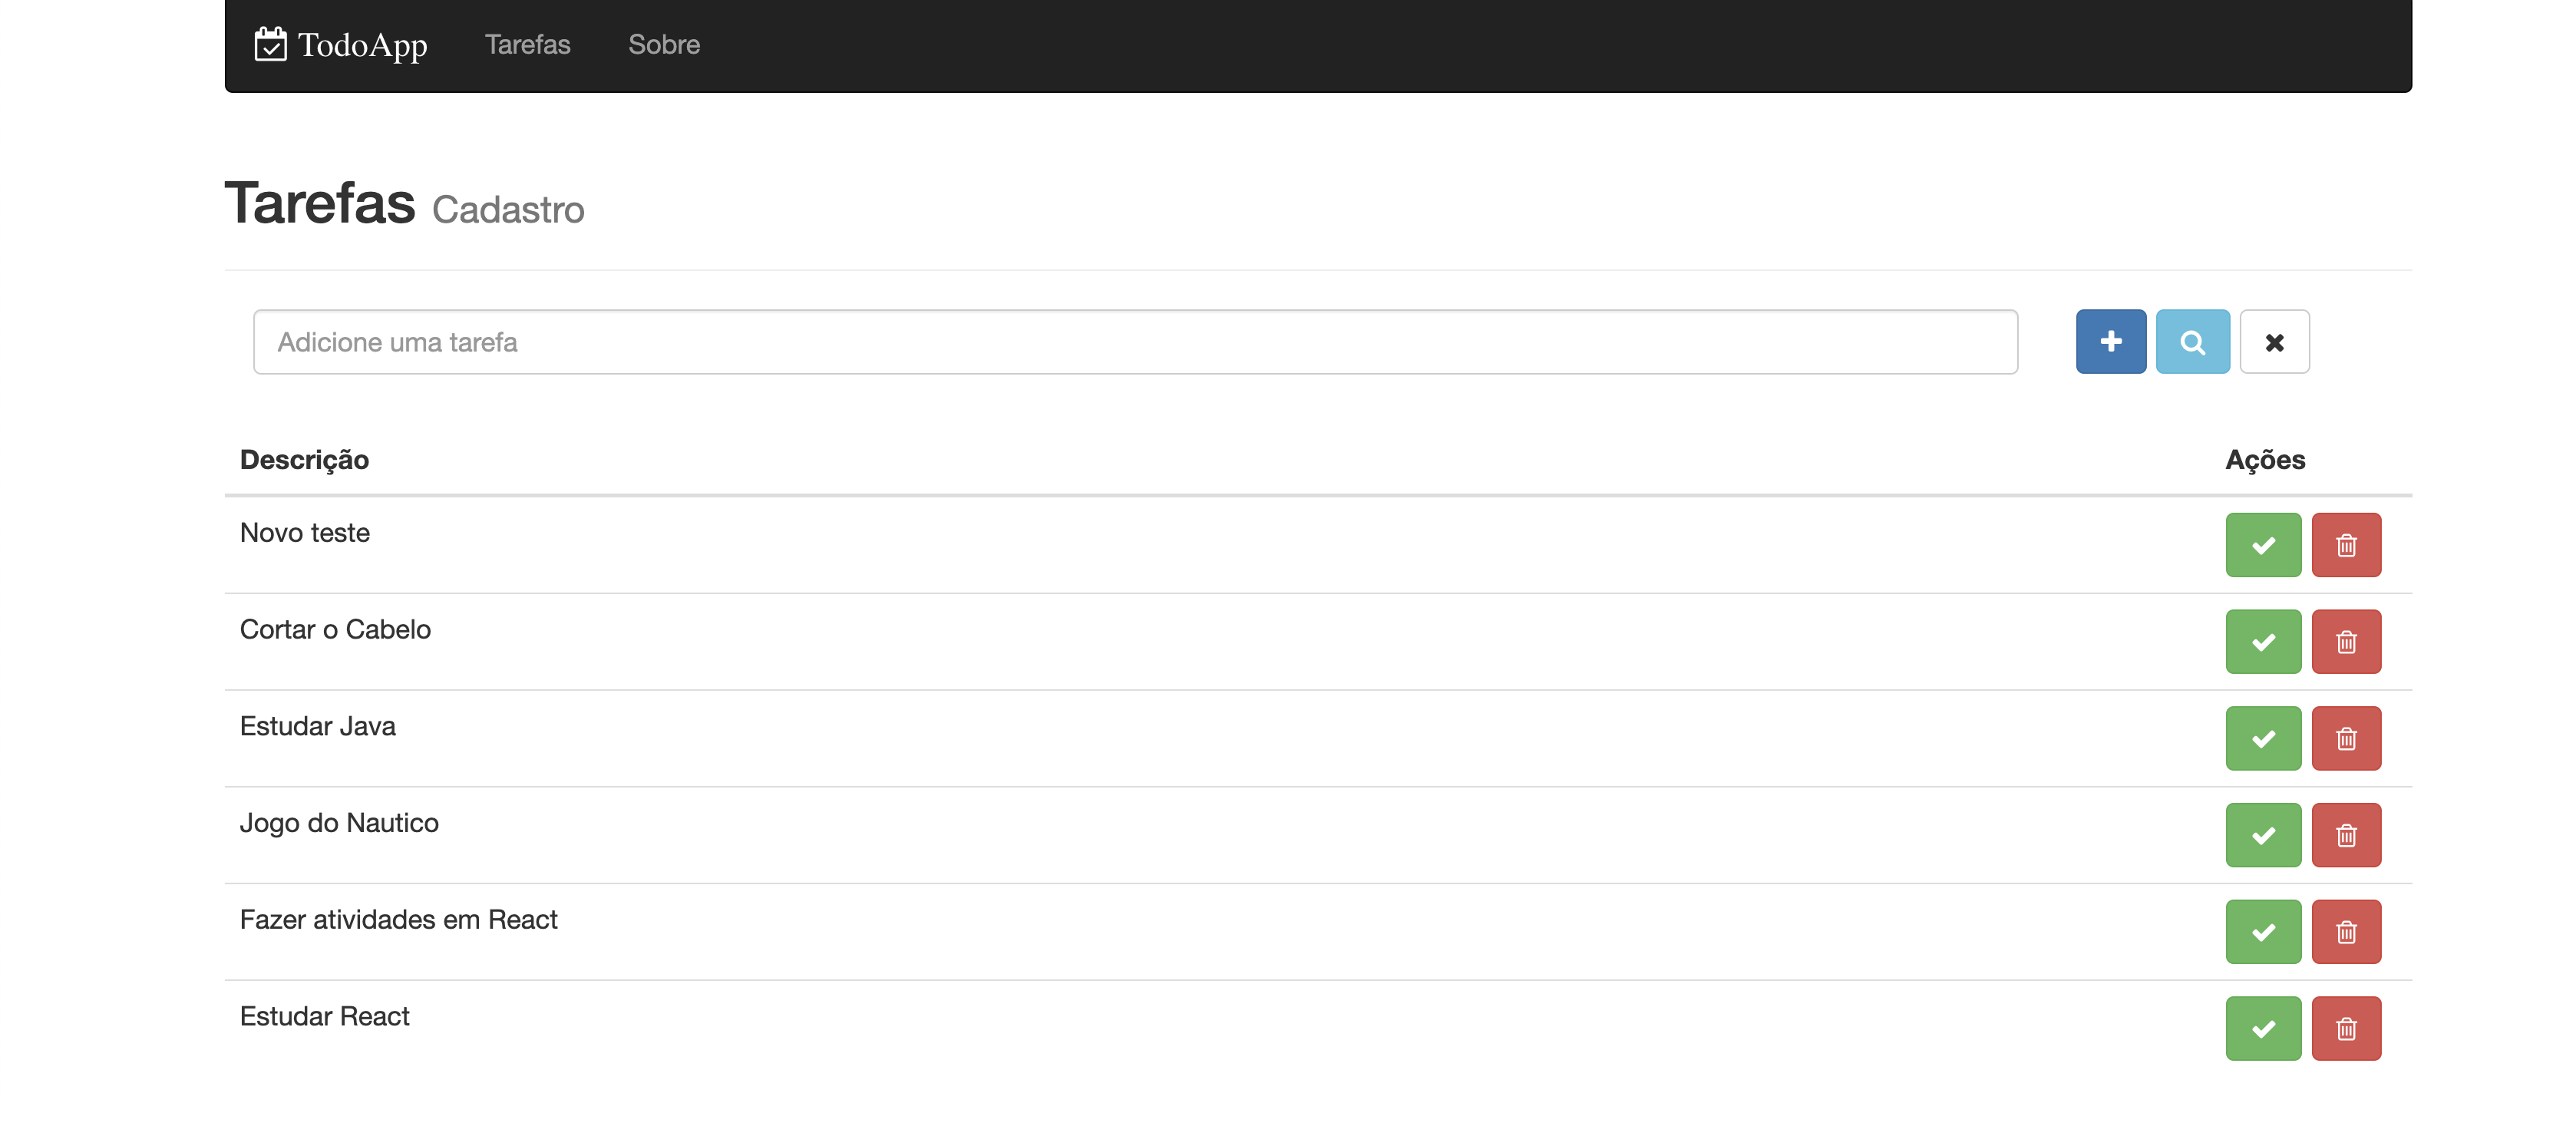 TodoApp Tarefas Sobre
Tarefas Cadastro
Adicione uma tarefa
Descrição Ações
Novo teste
Cortar o Cabelo
Estudar Java
Jogo do Nautico
Fazer atividades em React
Estudar React